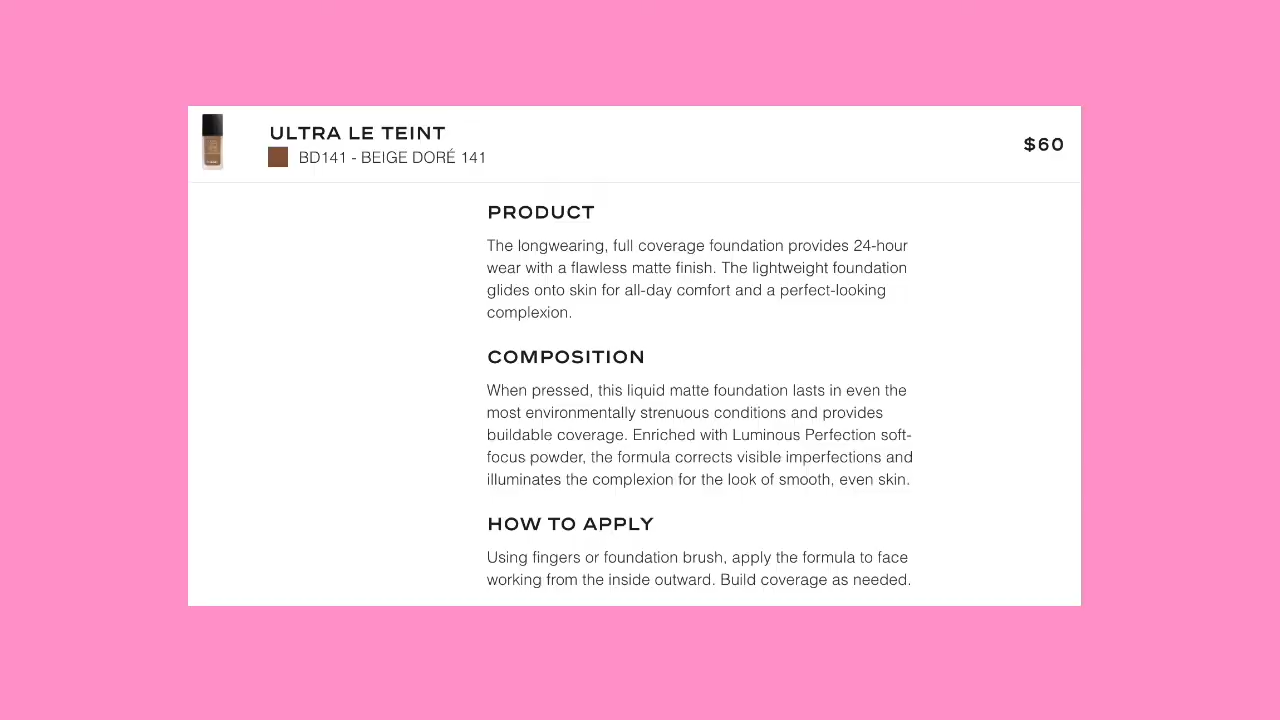 ULTRA LE TEINT
BD141 - BEIGE DORÉ 141
$60
PRODUCT
The longwearing, full coverage foundation provides 24-hour
wear with a flawless matte finish. The lightweight foundation
glides onto skin for all-day comfort and a perfect-looking
complexion.
COMPOSITION
When pressed, this liquid matte foundation lasts in even the
most environmentally strenuous conditions and provides
buildable coverage. Enriched with Luminous Perfection soft-
focus powder, the formula corrects visible imperfections and
illuminates the complexion for the look of smooth, even skin.
HOW TO APPLY
Using fingers or foundation brush, apply the formula to face
working from the inside outward. Build coverage as needed.